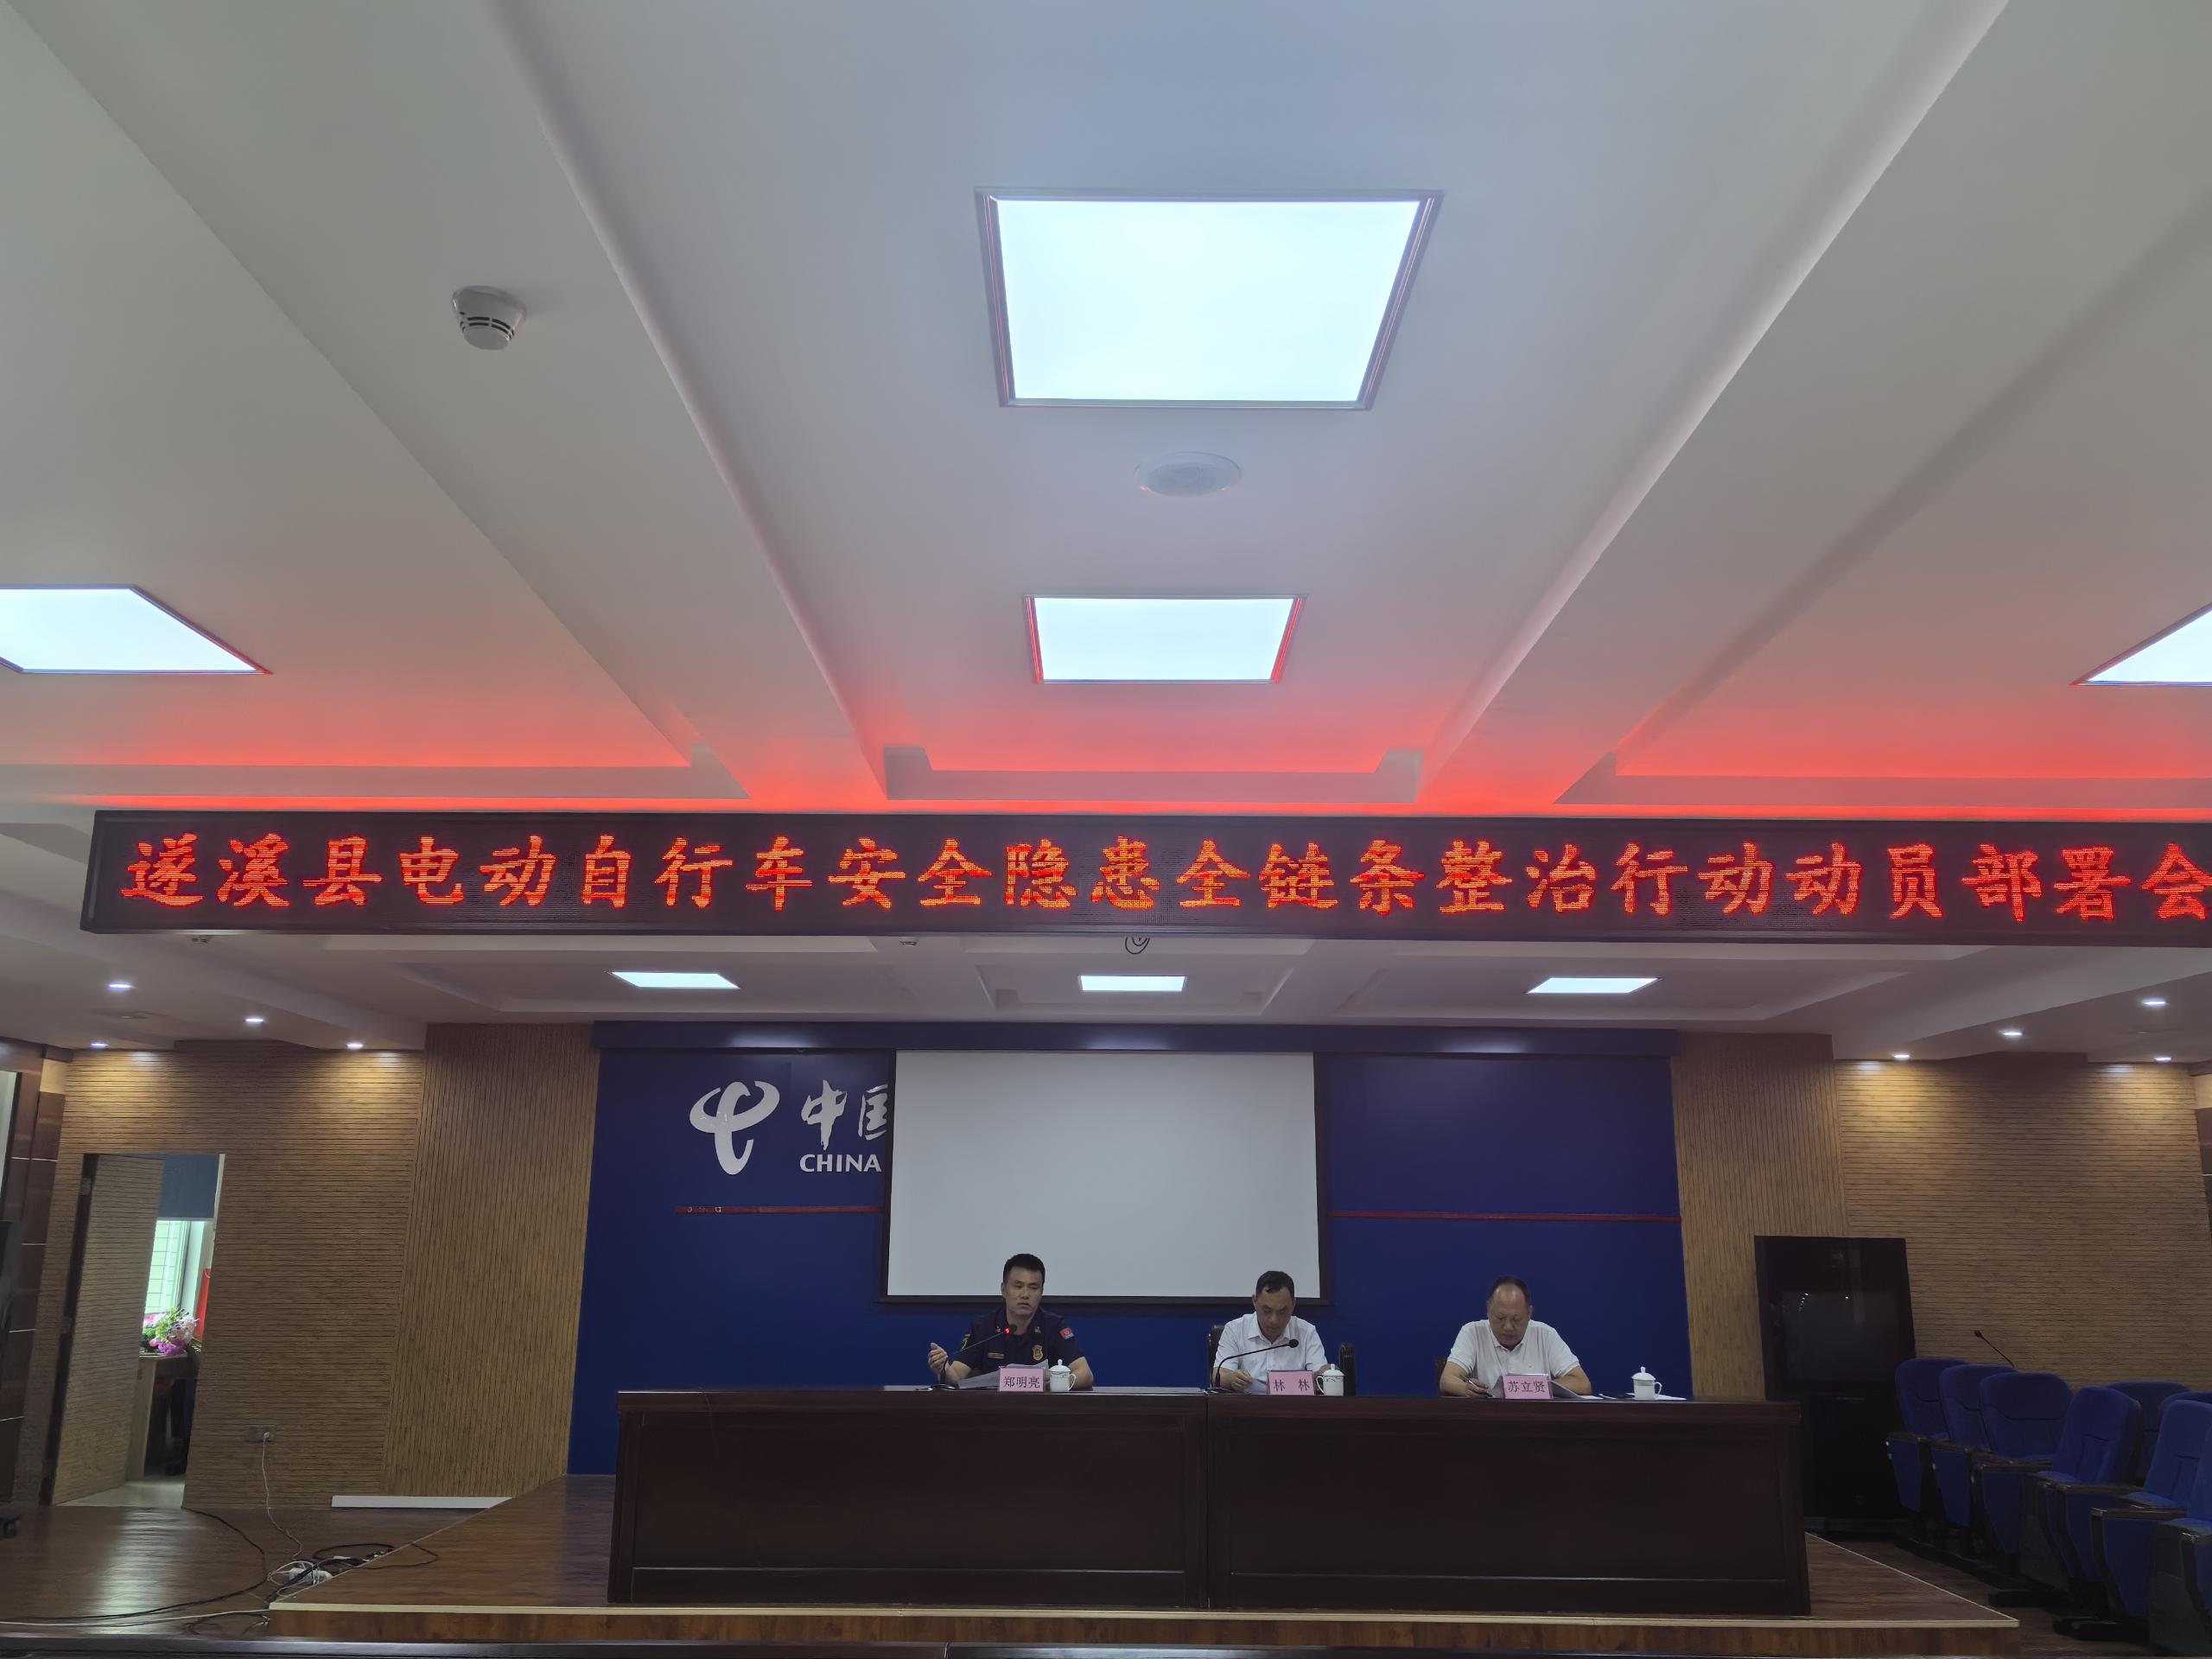 遂溪县电动自行车安全隐患全链条整治行动动员部署会
中国
CHINA
郑明亮
林 林
苏立贤